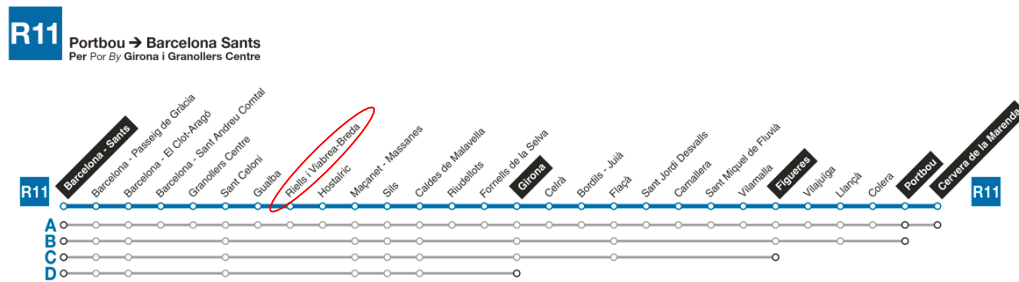 R11
Portbou → Barcelona Sants
Per Por By Girona i Granollers Centre
Barcelona - Sants
Barcelona - Passeig de Gràcia
Barcelona - El Clot-Aragó
Barcelona - Sant Andreu Comtal
Granollers Centre
Sant Celoni
Gualba
Riells i Viabrea-Breda
Hostalric
Maçanet - Massanes
Sils
Caldes de Malavella
Riudellots
Fornells de la Selva
Girona
Celrà
Bordils - Juià
Flaçà
Sant Jordi Desvalls
Camallera
Sant Miquel de Fluvià
Vilamalla
Figueres
Vilajuïga
Llançà
Colera
Portbou
Cervera de la Marenda
R11
R11
A
B
C
D